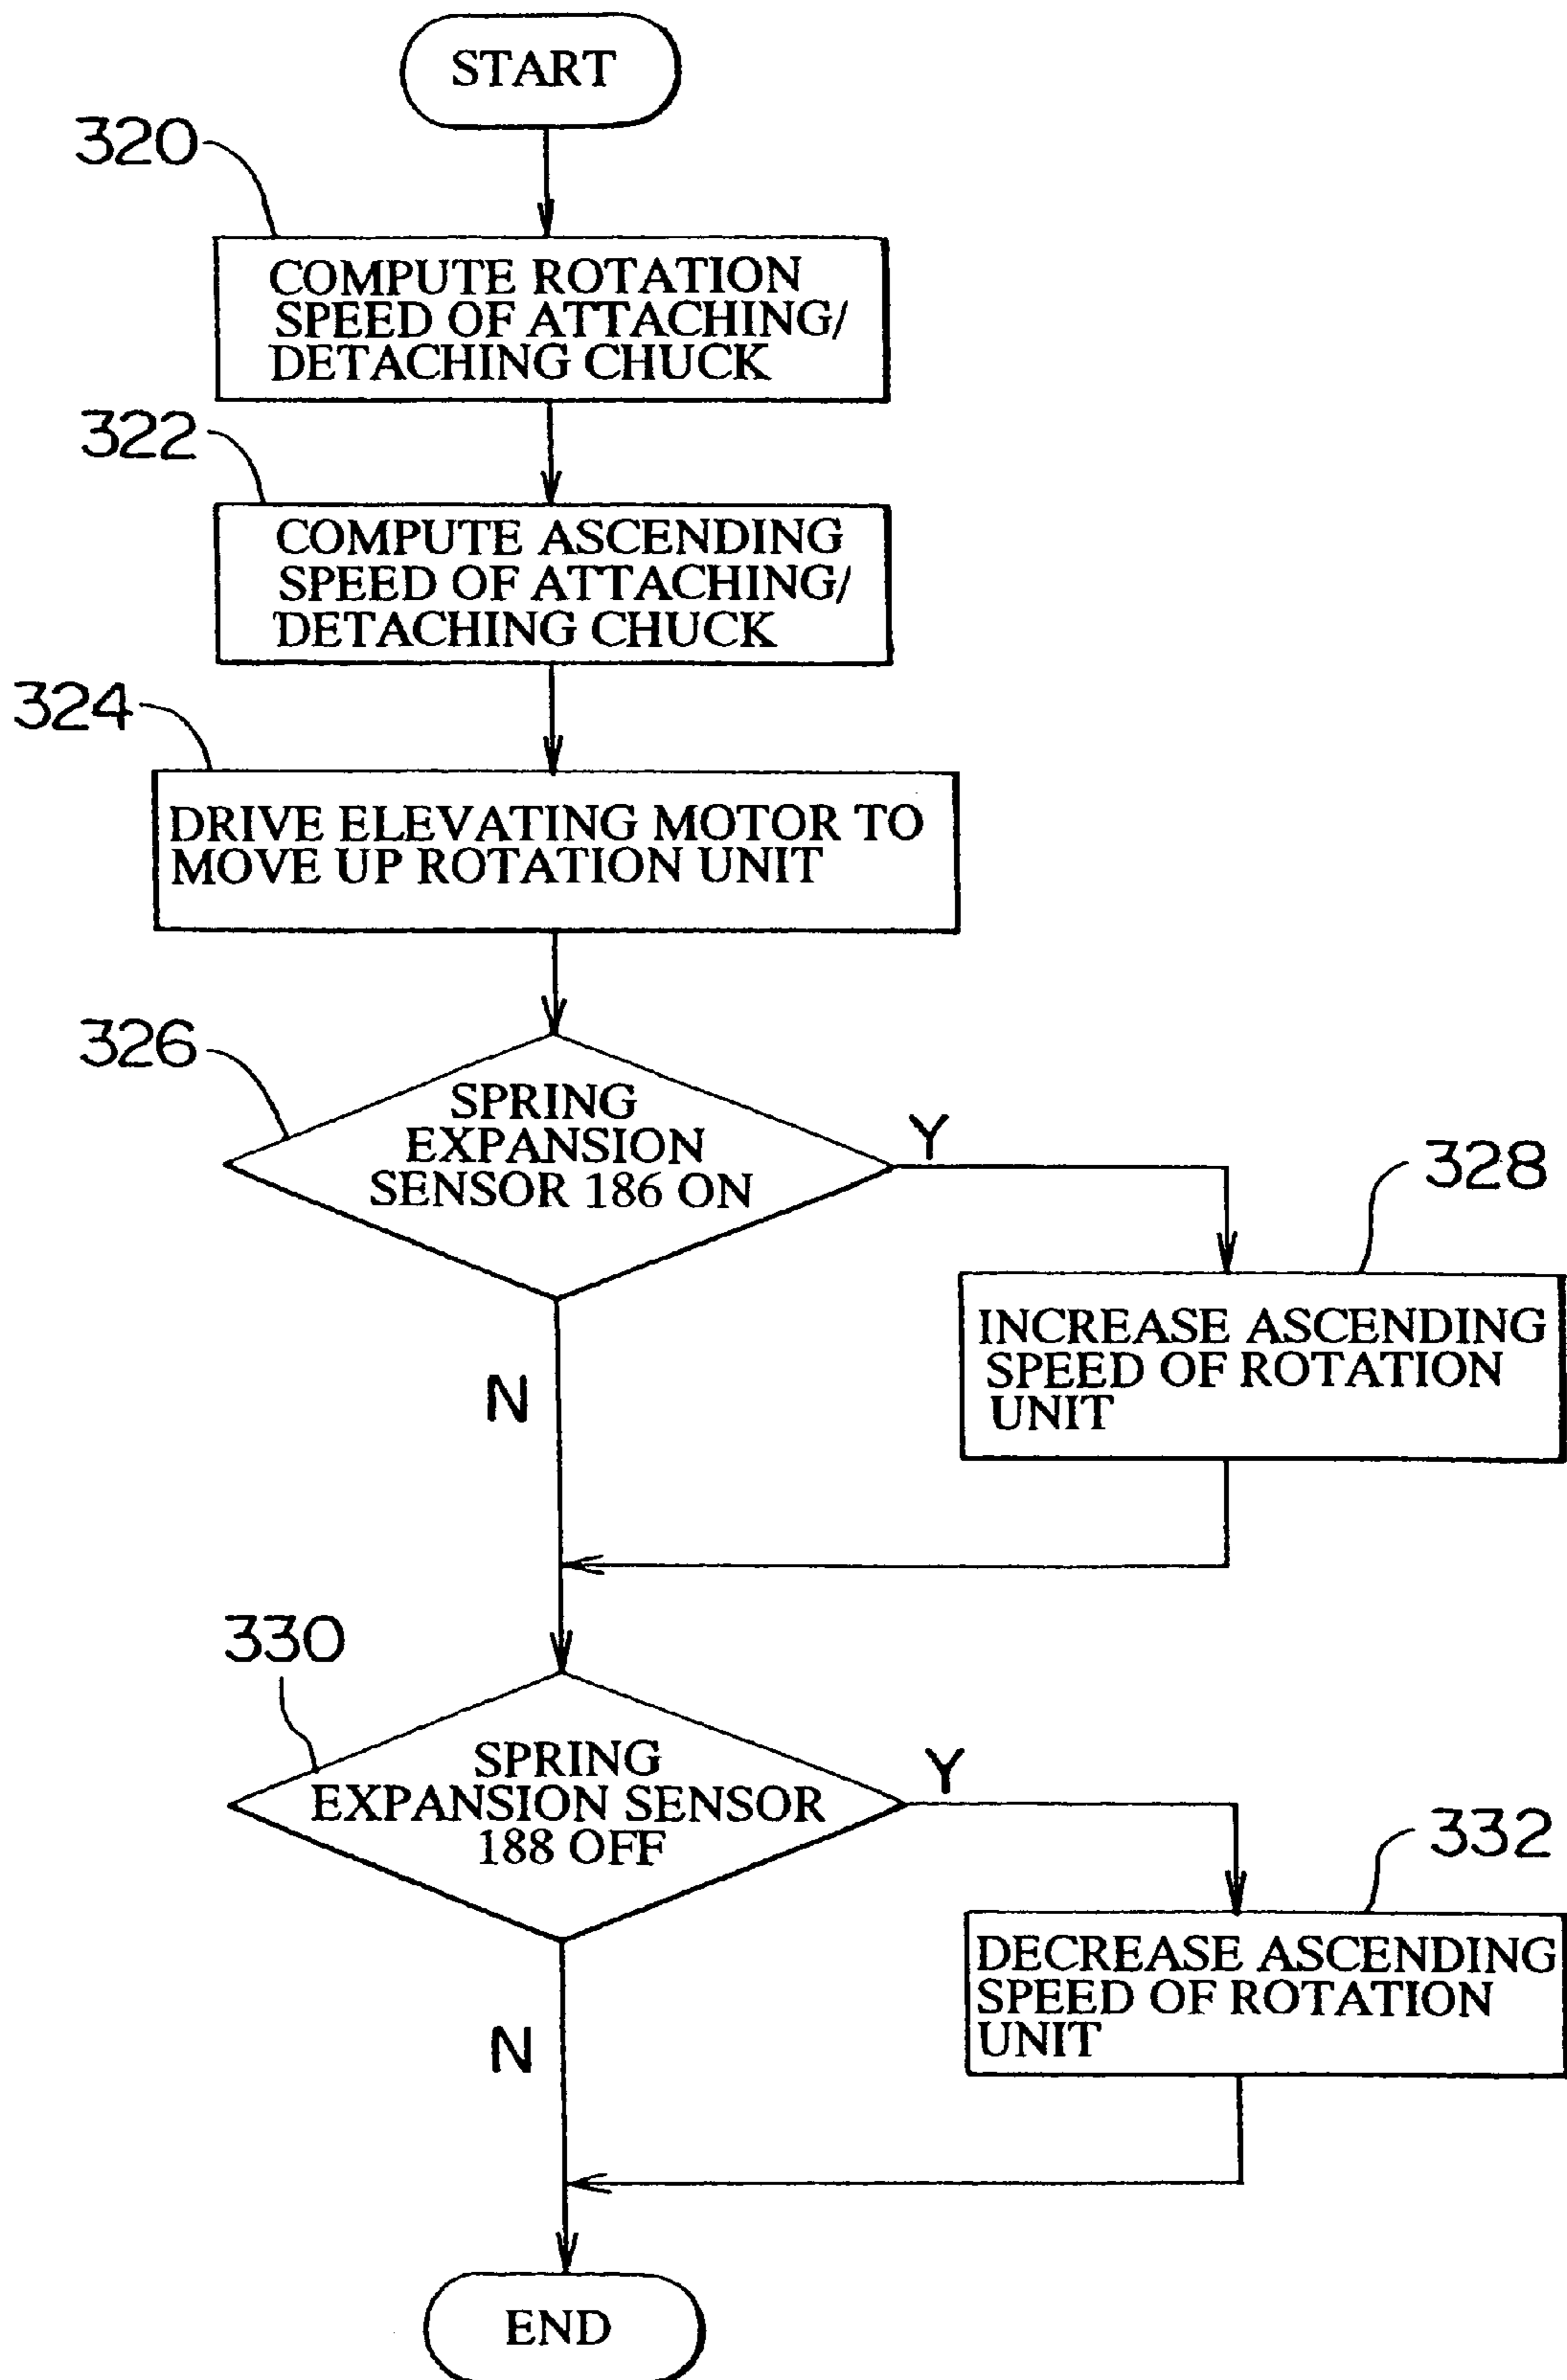 START
320
COMPUTE ROTATION
SPEED OF ATTACHING/
DETACHING CHUCK
322
COMPUTE ASCENDING
SPEED OF ATTACHING/
DETACHING CHUCK
324
DRIVE ELEVATING MOTOR TO
MOVE UP ROTATION UNIT
326
SPRING
EXPANSION
SENSOR 186 ON
Y
328
INCREASE ASCENDING
SPEED OF ROTATION
UNIT
N
330
SPRING
EXPANSION SENSOR
188 OFF
Y
332
DECREASE ASCENDING
SPEED OF ROTATION
UNIT
N
END